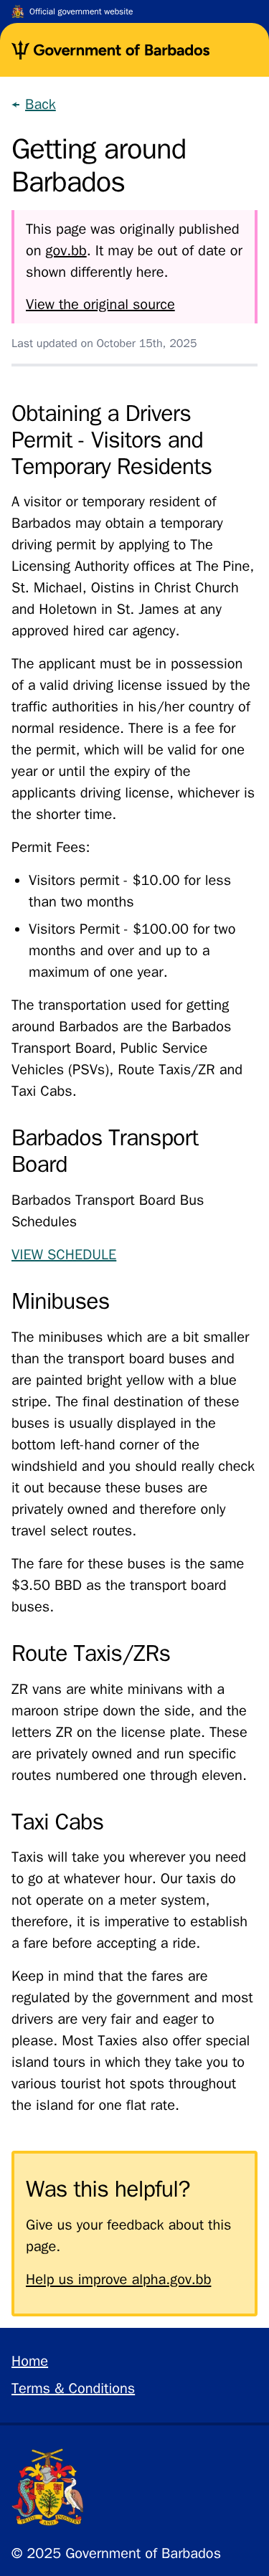 Official government website
Government of Barbados
← Back
Getting around
Barbados
This page was originally published
on gov.bb. It may be out of date or
shown differently here.
View the original source
Last updated on October 15th, 2025
Obtaining a Drivers
Permit - Visitors and
Temporary Residents
A visitor or temporary resident of
Barbados may obtain a temporary
driving permit by applying to The
Licensing Authority offices at The Pine,
St. Michael, Oistins in Christ Church
and Holetown in St. James at any
approved hired car agency.
The applicant must be in possession
of a valid driving license issued by the
traffic authorities in his/her country of
normal residence. There is a fee for
the permit, which will be valid for one
year or until the expiry of the
applicants driving license, whichever is
the shorter time.
Permit Fees:
• Visitors permit - $10.00 for less
than two months
• Visitors Permit - $100.00 for two
months and over and up to a
maximum of one year.
The transportation used for getting
around Barbados are the Barbados
Transport Board, Public Service
Vehicles (PSVs), Route Taxis/ZR and
Taxi Cabs.
Barbados Transport
Board
Barbados Transport Board Bus
Schedules
VIEW SCHEDULE
Minibuses
The minibuses which are a bit smaller
than the transport board buses and
are painted bright yellow with a blue
stripe. The final destination of these
buses is usually displayed in the
bottom left-hand corner of the
windshield and you should really check
it out because these buses are
privately owned and therefore only
travel select routes.
The fare for these buses is the same
$3.50 BBD as the transport board
buses.
Route Taxis/ZRs
ZR vans are white minivans with a
maroon stripe down the side, and the
letters ZR on the license plate. These
are privately owned and run specific
routes numbered one through eleven.
Taxi Cabs
Taxis will take you wherever you need
to go at whatever hour. Our taxis do
not operate on a meter system,
therefore, it is imperative to establish
a fare before accepting a ride.
Keep in mind that the fares are
regulated by the government and most
drivers are very fair and eager to
please. Most Taxies also offer special
island tours in which they take you to
various tourist hot spots throughout
the island for one flat rate.
Was this helpful?
Give us your feedback about this
page.
Help us improve alpha.gov.bb
Home
Terms & Conditions
© 2025 Government of Barbados